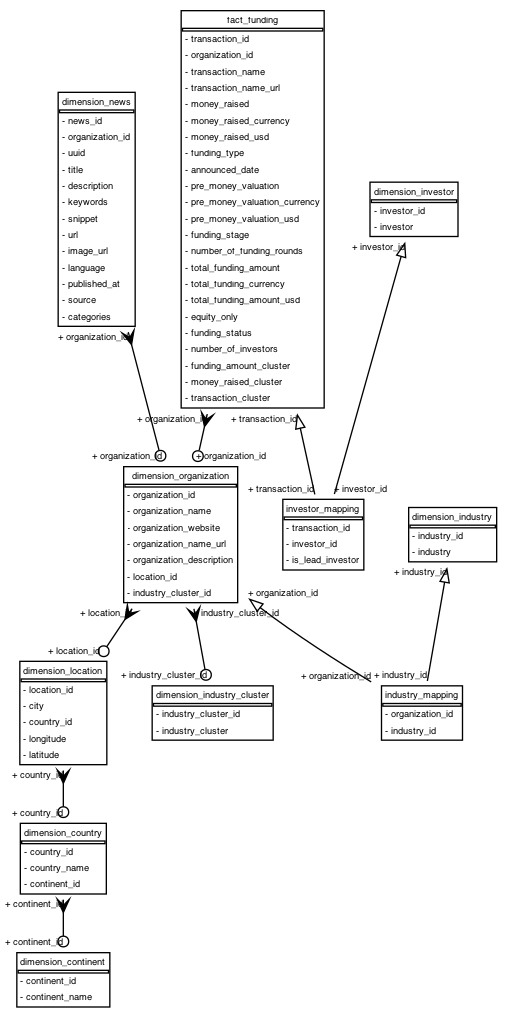 fact_funding
- transaction_id
- organization_id
- transaction_name
- transaction_name_url
- money_raised
- money_raised_currency
- money_raised_usd
- funding_type
- announced_date
- pre_money_valuation
- pre_money_valuation_currency
- pre_money_valuation_usd
- funding_stage
- number_of_funding_rounds
- total_funding_amount
- total_funding_currency
- total_funding_amount_usd
- equity_only
- funding_status
- number_of_investors
- funding_amount_cluster
- money_raised_cluster
- transaction_cluster
dimension_news
- news_id
- organization_id
- uuid
- title
- description
- keywords
- snippet
- url
- image_url
- language
- published_at
- source
- categories
+ organization_id
dimension_investor
- investor_id
- investor
+ investor_id
+ organization_id
+ transaction_id
+ organization_id
+ organization_id
+ transaction_id
+ investor_id
dimension_organization
- organization_id
- organization_name
- organization_website
- organization_name_url
- organization_description
- location_id
- industry_cluster_id
investor_mapping
- transaction_id
- investor_id
- is_lead_investor
dimension_industry
- industry_id
- industry
+ industry_id
+ organization_id
+ location_id
industry_cluster_id
+ location_id
+ industry_cluster_id
+ organization_id
+ industry_id
dimension_location
- location_id
- city
- country_id
- longitude
- latitude
dimension_industry_cluster
- industry_cluster_id
- industry_cluster
industry_mapping
- organization_id
- industry_id
+ country_id
+ country_id
dimension_country
- country_id
- country_name
- continent_id
+ continent_id
+ continent_id
dimension_continent
- continent_id
- continent_name